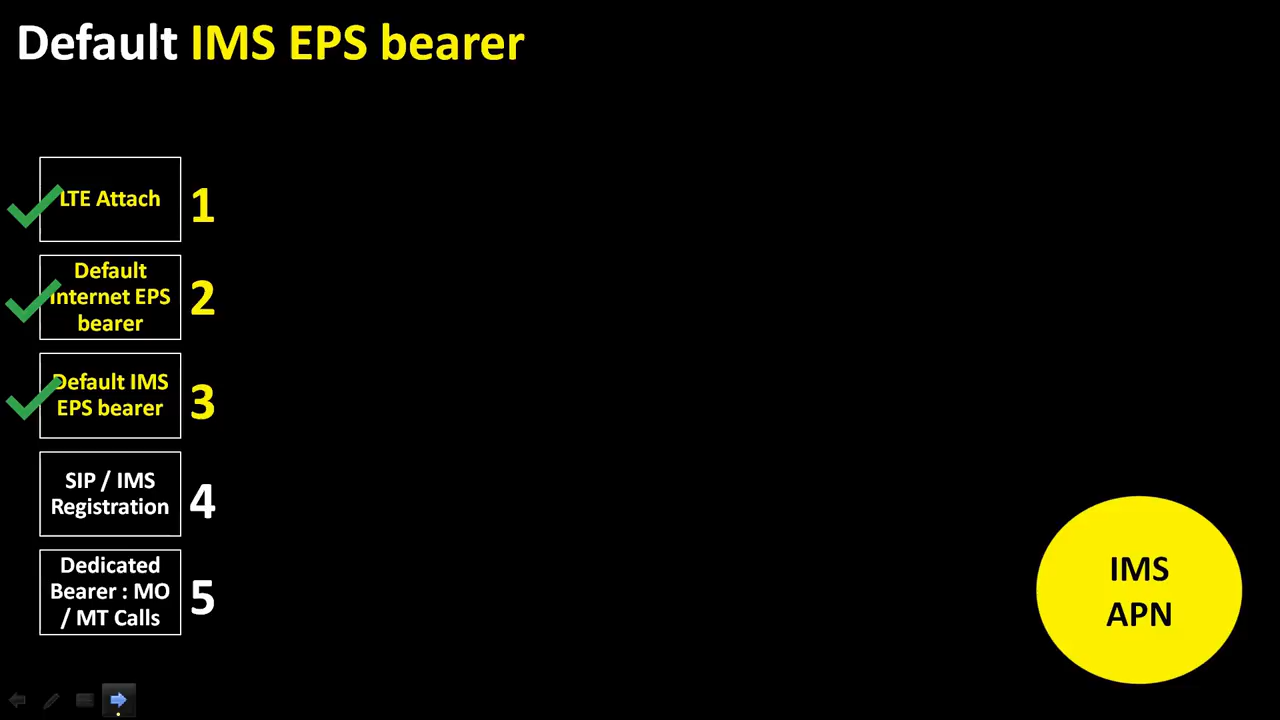 Default IMS EPS bearer
LTE Attach
1
Default
Internet EPS
bearer
2
Default IMS
EPS bearer
3
SIP / IMS
Registration
4
Dedicated
Bearer : MO
/ MT Calls
5
IMS
APN